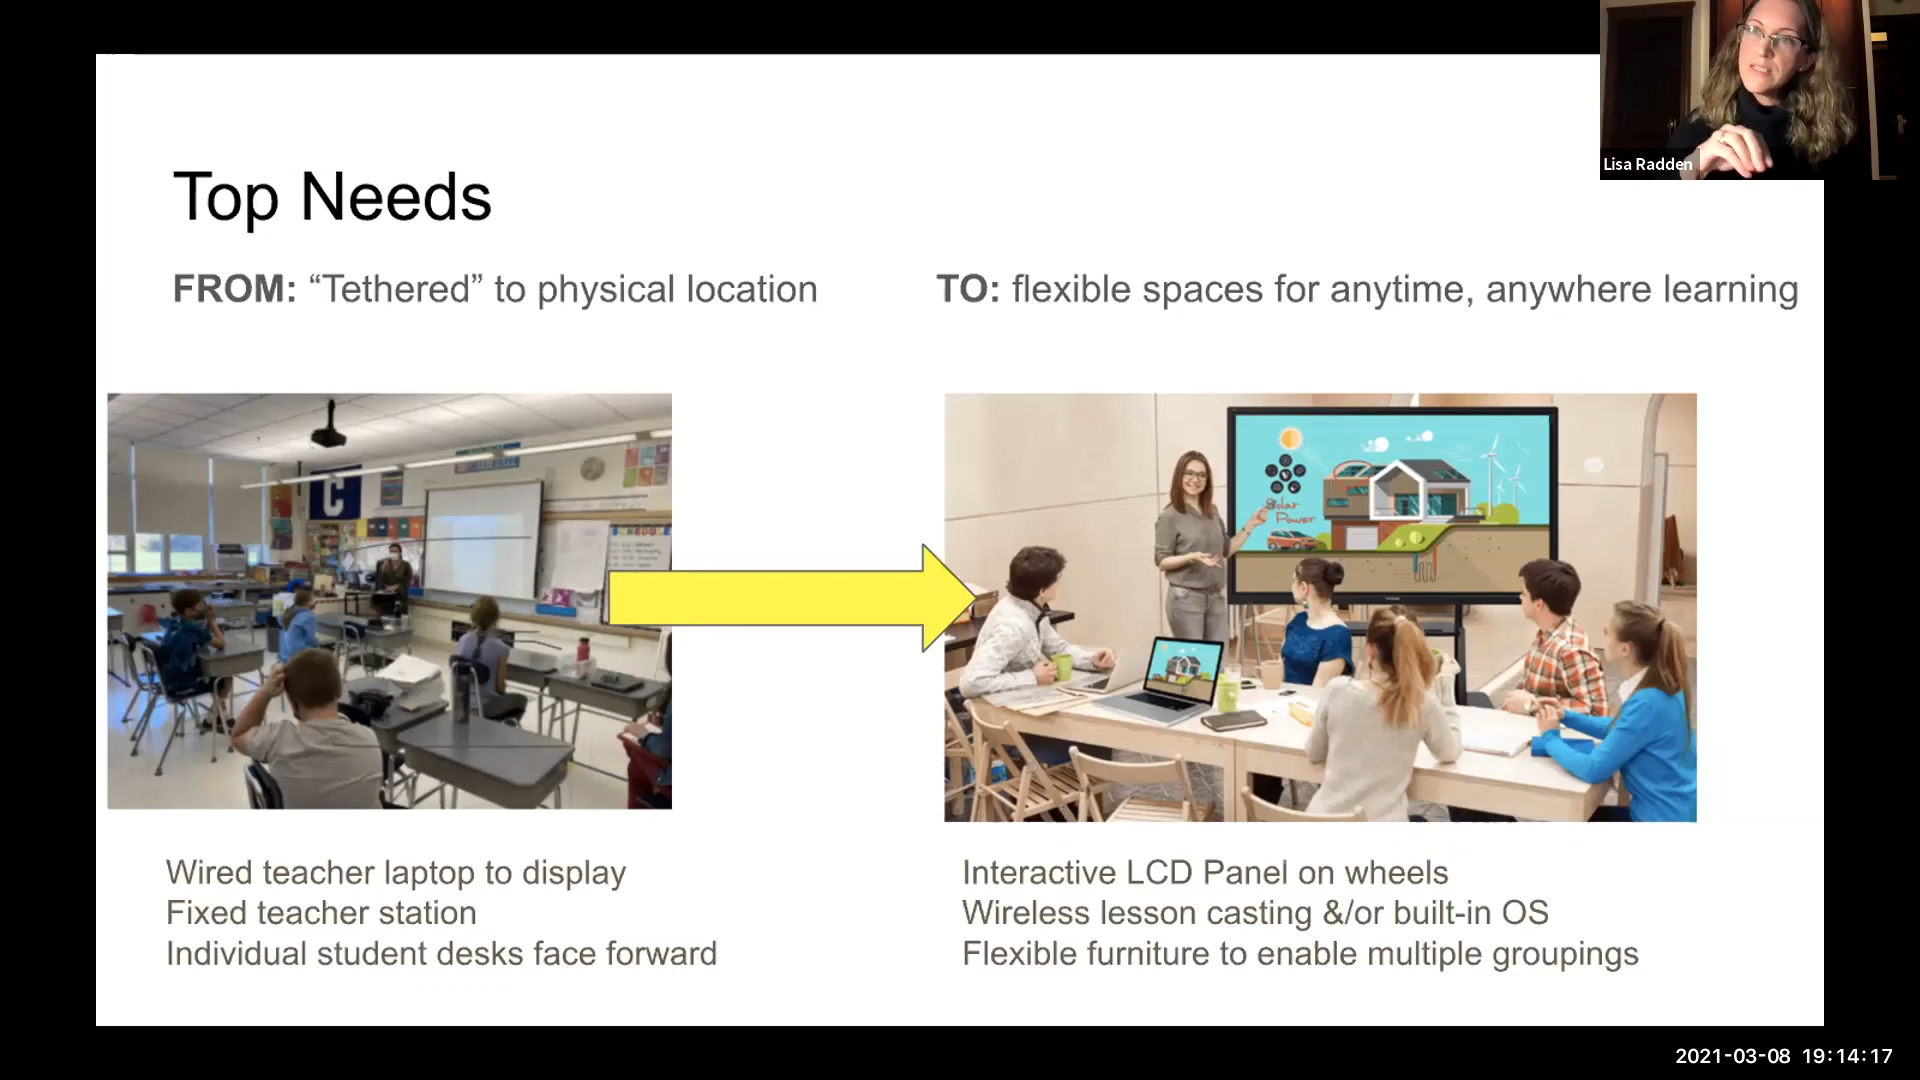 Lisa Radden
Top Needs
FROM: “Tethered” to physical location
TO: flexible spaces for anytime, anywhere learning
C
SCHEDULE
Solar
Power
Wired teacher laptop to display
Fixed teacher station
Individual student desks face forward
Interactive LCD Panel on wheels
Wireless lesson casting &/or built-in OS
Flexible furniture to enable multiple groupings
2021-03-08 19:14:17